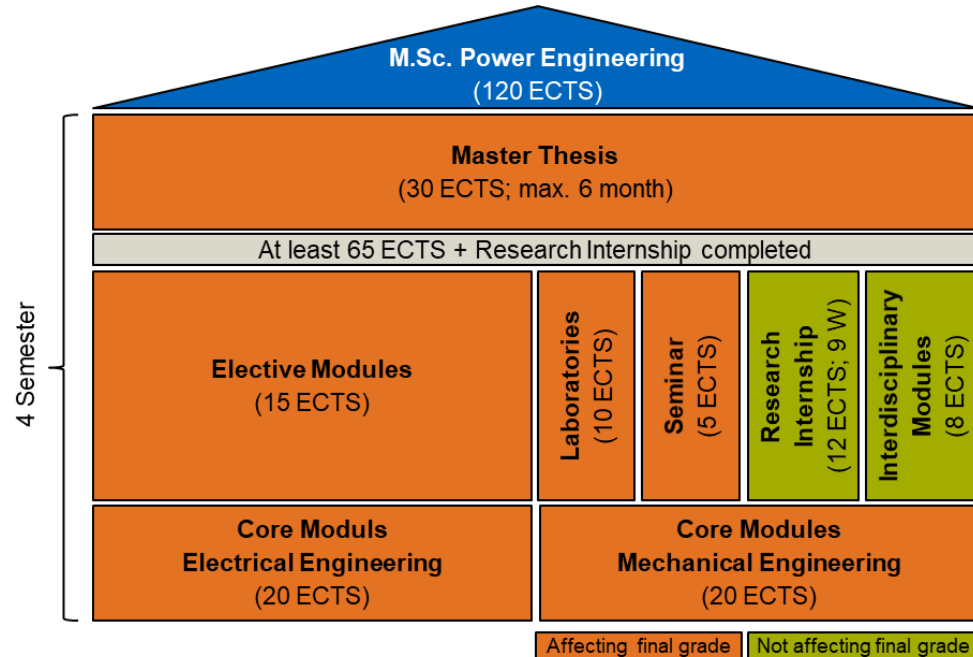 M.Sc. Power Engineering
(120 ECTS)
4 Semester
Master Thesis
(30 ECTS; max. 6 month)
At least 65 ECTS + Research Internship completed
Elective Modules
(15 ECTS)
Laboratories
(10 ECTS)
Seminar
(5 ECTS)
Research
Internship
(12 ECTS; 9 W)
Interdisciplinary
Modules
(8 ECTS)
Core Moduls
Electrical Engineering
(20 ECTS)
Core Modules
Mechanical Engineering
(20 ECTS)
Affecting final grade
Not affecting final grade